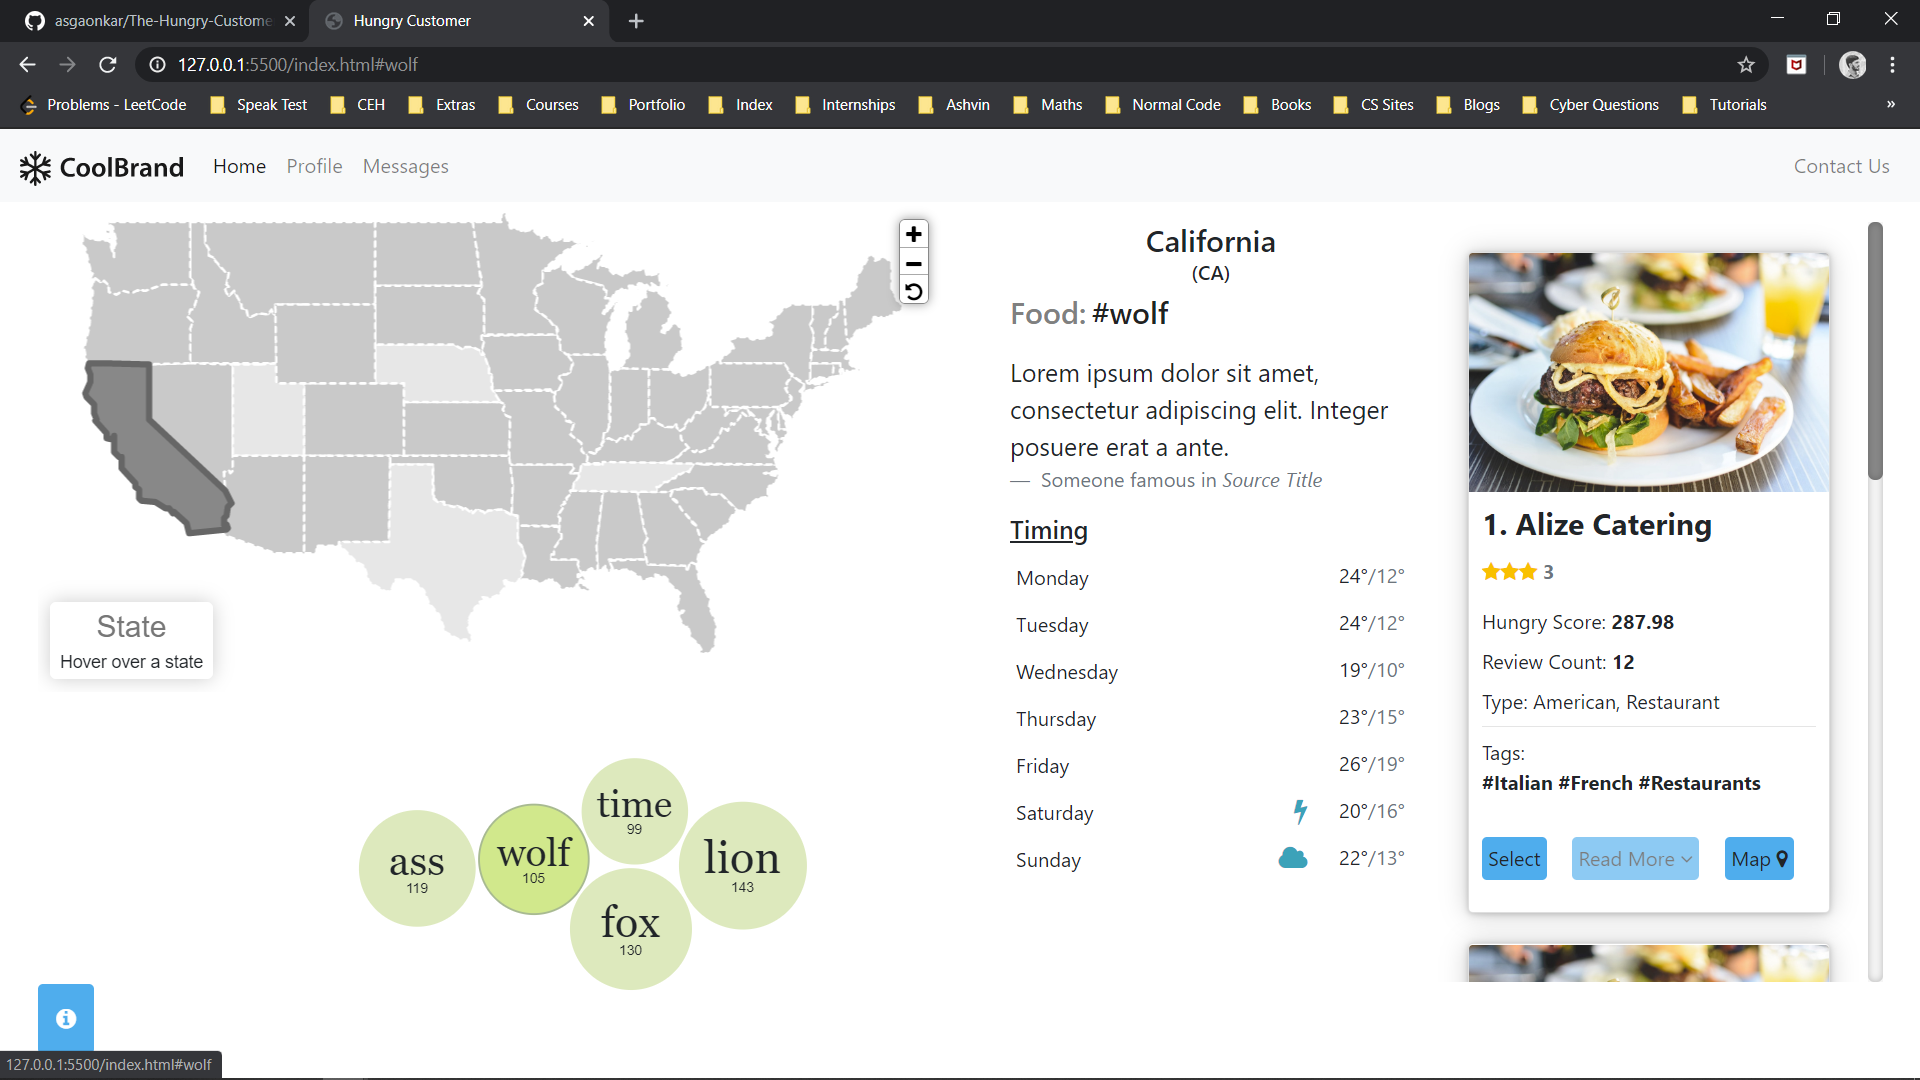 asgaonkar/The-Hungry-Custome
Hungry Customer
127.0.0.1:5500/index.html#wolf
Problems - LeetCode
Speak Test
CEH
Extras
Courses
Portfolio
Index
Internships
Ashvin
Maths
Normal Code
Books
CS Sites
Blogs
Cyber Questions
Tutorials
»
CoolBrand
Home
Profile
Messages
Contact Us
+
−
State
Hover over a state
ass
119
wolf
105
time
99
lion
143
fox
130
California
(CA)
Food: #wolf
Lorem ipsum dolor sit amet,
consectetur adipiscing elit. Integer
posuere erat a ante.
— Someone famous in Source Title
Timing
Monday 24°/12°
Tuesday 24°/12°
Wednesday 19°/10°
Thursday 23°/15°
Friday 26°/19°
Saturday 20°/16°
Sunday 22°/13°
1. Alize Catering
3
Hungry Score: 287.98
Review Count: 12
Type: American, Restaurant
Tags:
#Italian #French #Restaurants
Select
Read More
Map
127.0.0.1:5500/index.html#wolf